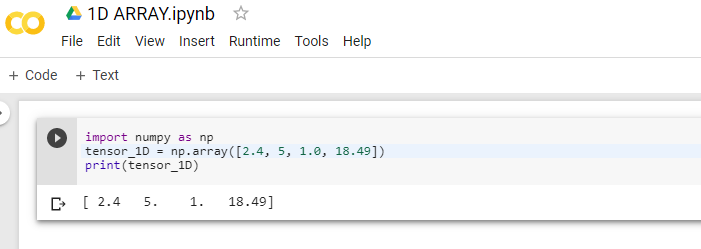 1D ARRAY.ipynb
File Edit View Insert Runtime Tools Help
+ Code + Text
import numpy as np
tensor_1D = np.array([2.4, 5, 1.0, 18.49])
print(tensor_1D)
[ 2.4   5.    1.   18.49]